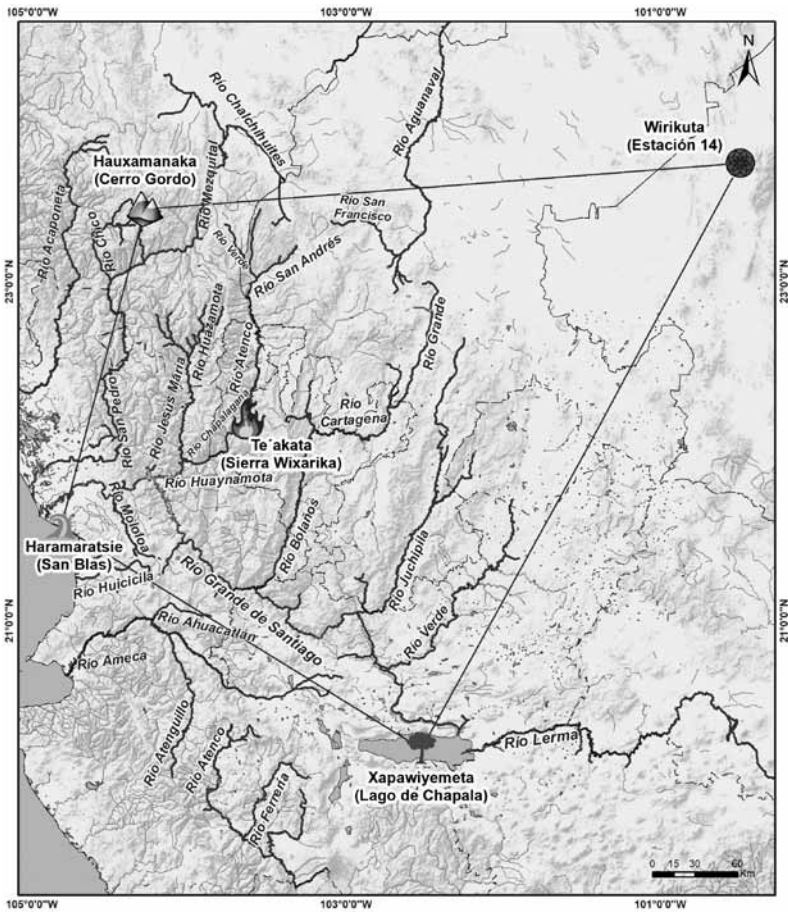 105°0'0"W
103°0'0"W
101°0'0"W
N
Río Chalchihuites
Río Aguanaval
Wirikuta
(Estación 14)
Hauxamanaka
(Cerro Gordo)
Río Mezquital
Río San
Francisco
Río Acaponeta
Río Chico
Río Verde
Río San Andrés
23°0'0"N
23°0'0"N
Río Grande
Río Huazamota
Río Atenco
Río Jesús María
Río San Pedro
Río Chapalagana
Río
Cartagena
Te´akata
(Sierra Wixarika)
Río Huaynamota
Río Mololoa
Haramaratsie
(San Blas)
Río Bolaños
Río Juchipila
Río Huicicila
Río Grande de Santiago
21°0'0"N
21°0'0"N
Río Ahuacatlán
Río Verde
Río Ameca
Río Atenguillo
Río Atenco
Río Lerma
Xapawiyemeta
(Lago de Chapala)
Río Ferrería
0 15 30 60
Km
105°0'0"W
103°0'0"W
101°0'0"W